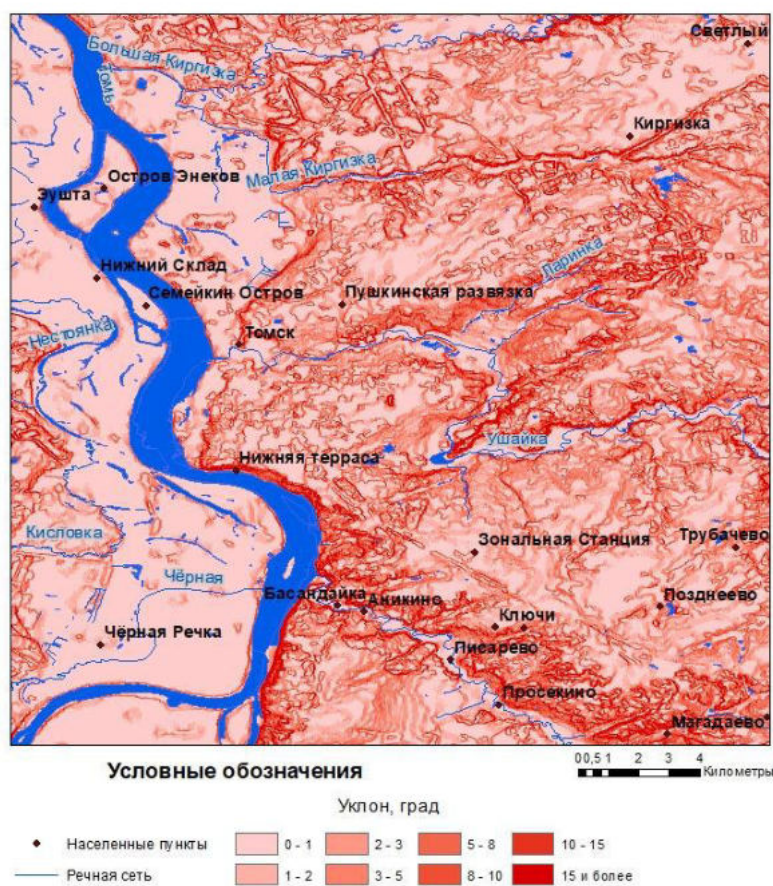 Светлый
Большая Киргизка
Томь
Киргизка
Малая Киргизка
Остров Энеков
Эушта
Нижний Склад
Ларинка
Семейкин Остров
Пушкинская развязка
Нестоянка
Томск
Ушайка
Нижняя терраса
Кисловка
Зональная Станция
Трубачево
Чёрная
Басандайка
Аникино
Позднеево
Ключи
Чёрная Речка
Писарево
Просекино
Магадаево
Условные обозначения
00,5 1 2 3 4
Километры
Уклон, град
Населенные пункты
0 - 1
2 - 3
5 - 8
10 - 15
Речная сеть
1 - 2
3 - 5
8 - 10
15 и более